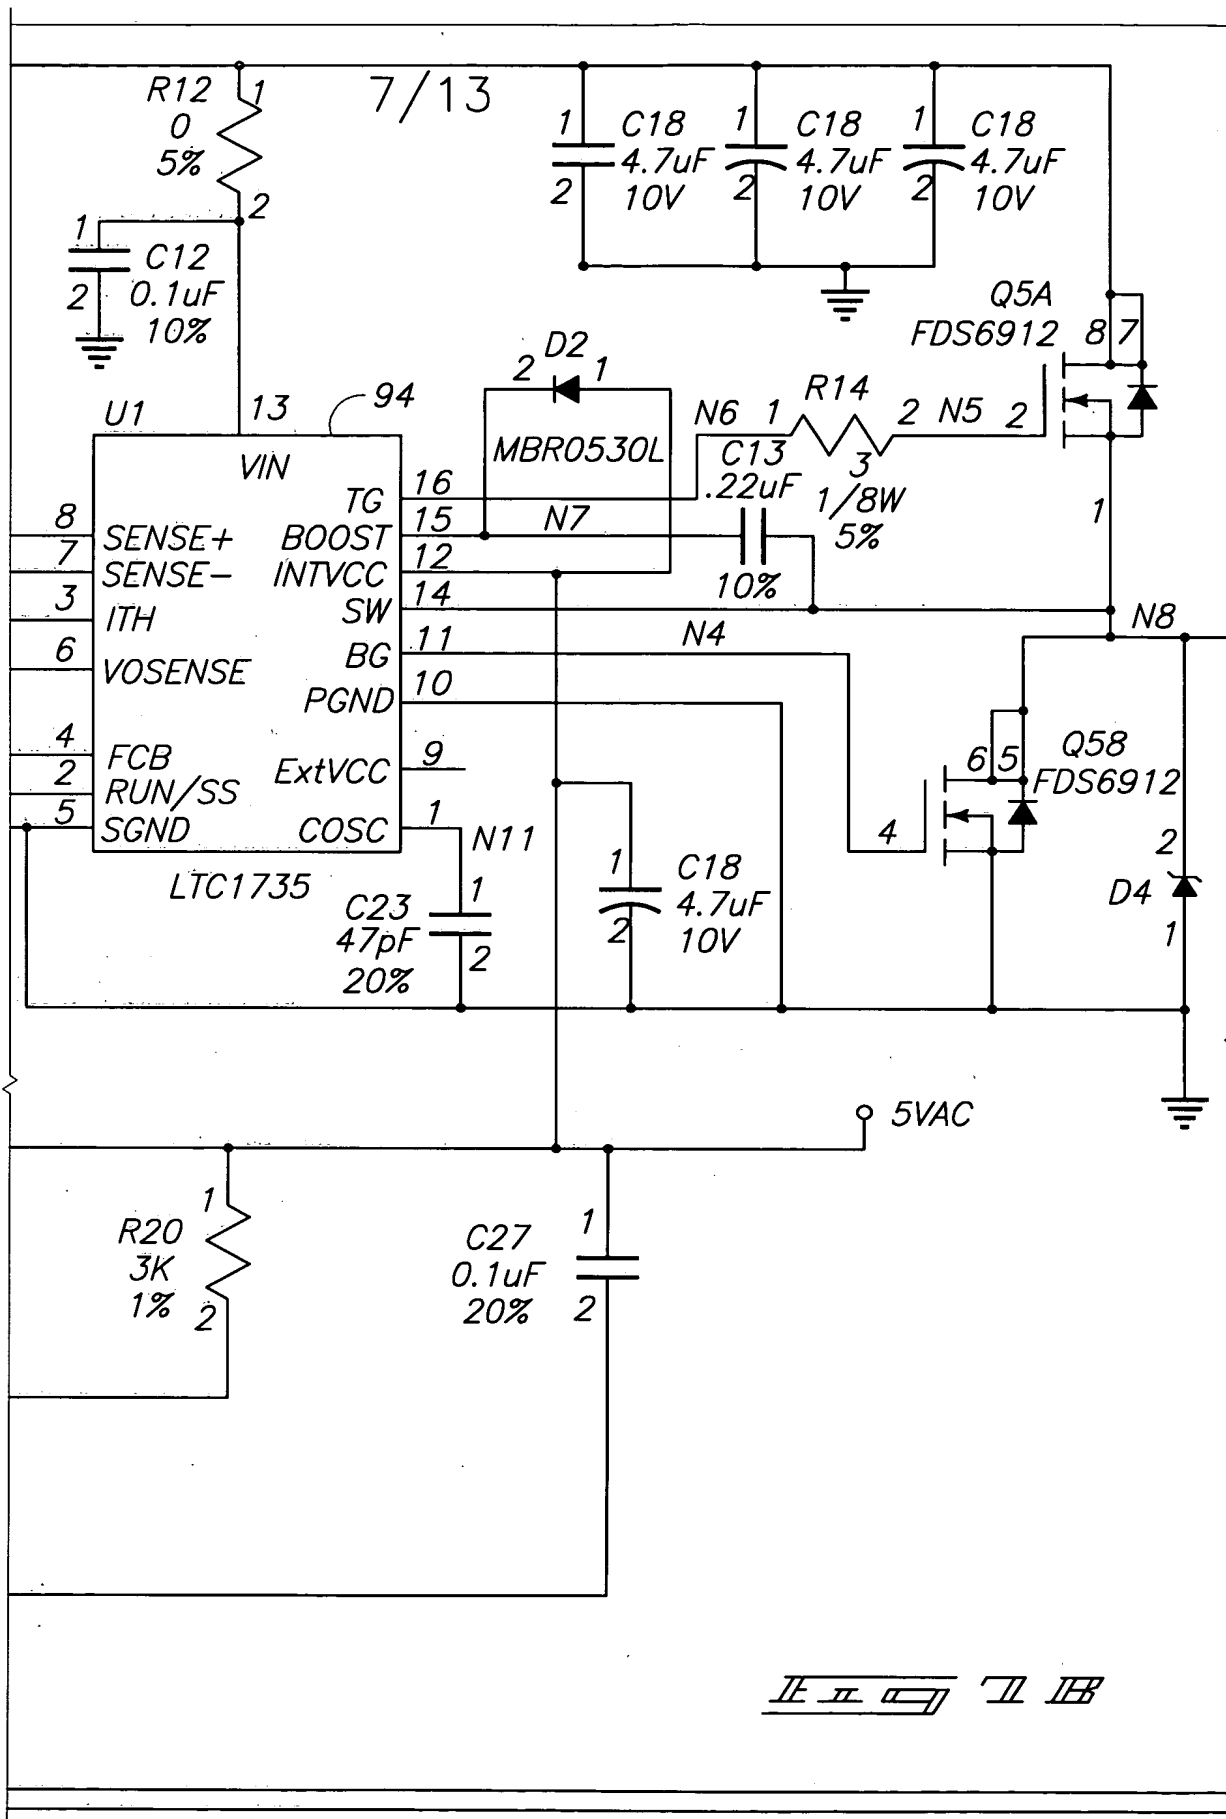 7/13
R12
0
5%
1
2
1
C12
2
0.1uF
10%
1
C18
4.7uF
2
10V
1
C18
4.7uF
2
10V
1
C18
4.7uF
2
10V
Q5A
FDS6912
8
7
D2
2
1
MBR0530L
N6
1
R14
2
N5
2
3
1/8W
5%
1
C13
.22uF
10%
U1
13
94
VIN
TG
16
8
SENSE+
BOOST
15
N7
7
SENSE-
INTVCC
12
3
ITH
SW
14
N8
6
VOSENSE
BG
11
N4
PGND
10
4
FCB
ExtVCC
9
2
RUN/SS
5
SGND
COSC
1
N11
LTC1735
6
5
Q58
FDS6912
4
2
D4
1
1
C23
47pF
2
20%
1
C18
4.7uF
2
10V
5VAC
1
R20
3K
1%
2
1
C27
0.1uF
20%
2
Fig 7B